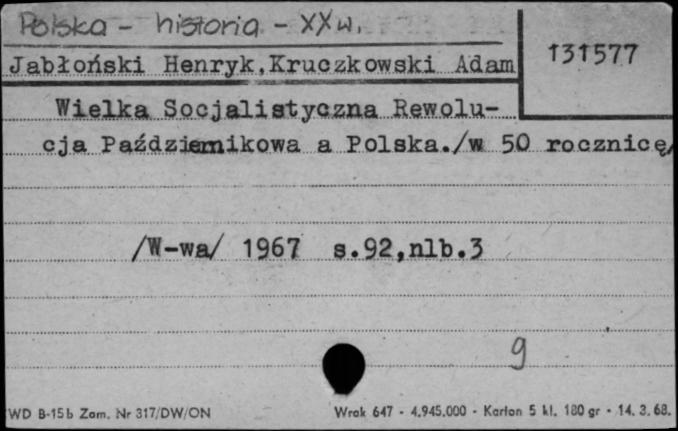 Polska - historia - XX w.
131577
Jabłoński Henryk,Kruczkowski Adam
Wielka Socjalistyczna Rewolu-
cja Październikowa a Polska./w 50 rocznicę/
/W-wa/ 1967 s.92,nlb.3
9
WD B-15b Zam. Nr 317/DW/ON Wrak 647 - 4.945.000 - Karton 5 kl. 180 gr - 14.3.68.